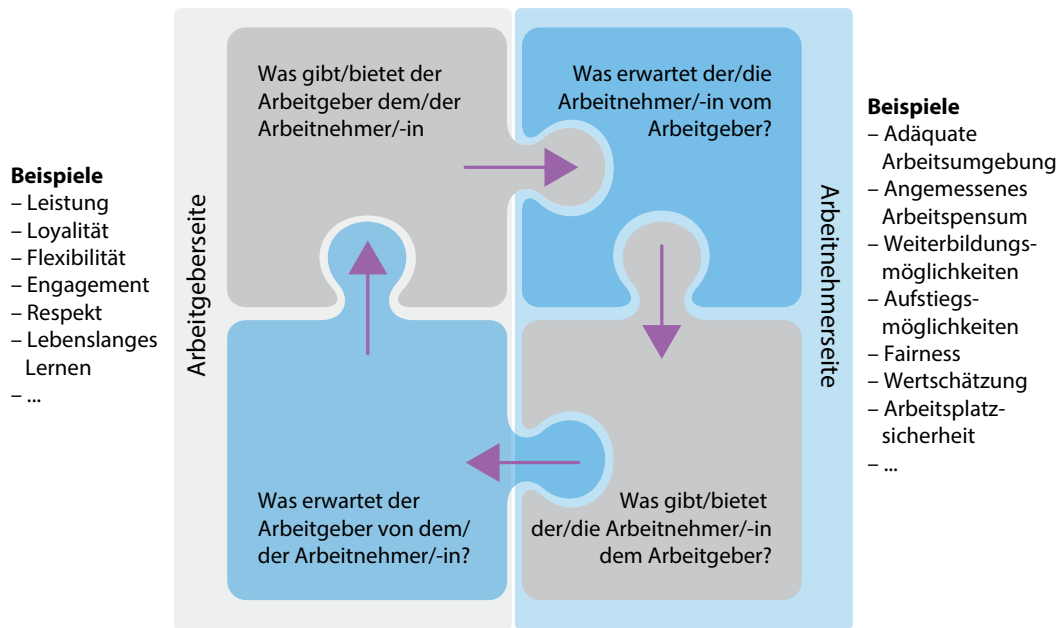 Beispiele
– Leistung
– Loyalität
– Flexibilität
– Engagement
– Respekt
– Lebenslanges
Lernen
– ...
Arbeitgeberseite
Was gibt/bietet der
Arbeitgeber dem/der
Arbeitnehmer/-in
Was erwartet der/die
Arbeitnehmer/-in vom
Arbeitgeber?
Was erwartet der
Arbeitgeber von dem/
der Arbeitnehmer/-in?
Was gibt/bietet
der/die Arbeitnehmer/-in
dem Arbeitgeber?
Arbeitnehmerseite
Beispiele
– Adäquate
Arbeitsumgebung
– Angemessenes
Arbeitspensum
– Weiterbildungs-
möglichkeiten
– Aufstiegs-
möglichkeiten
– Fairness
– Wertschätzung
– Arbeitsplatz-
sicherheit
– ...